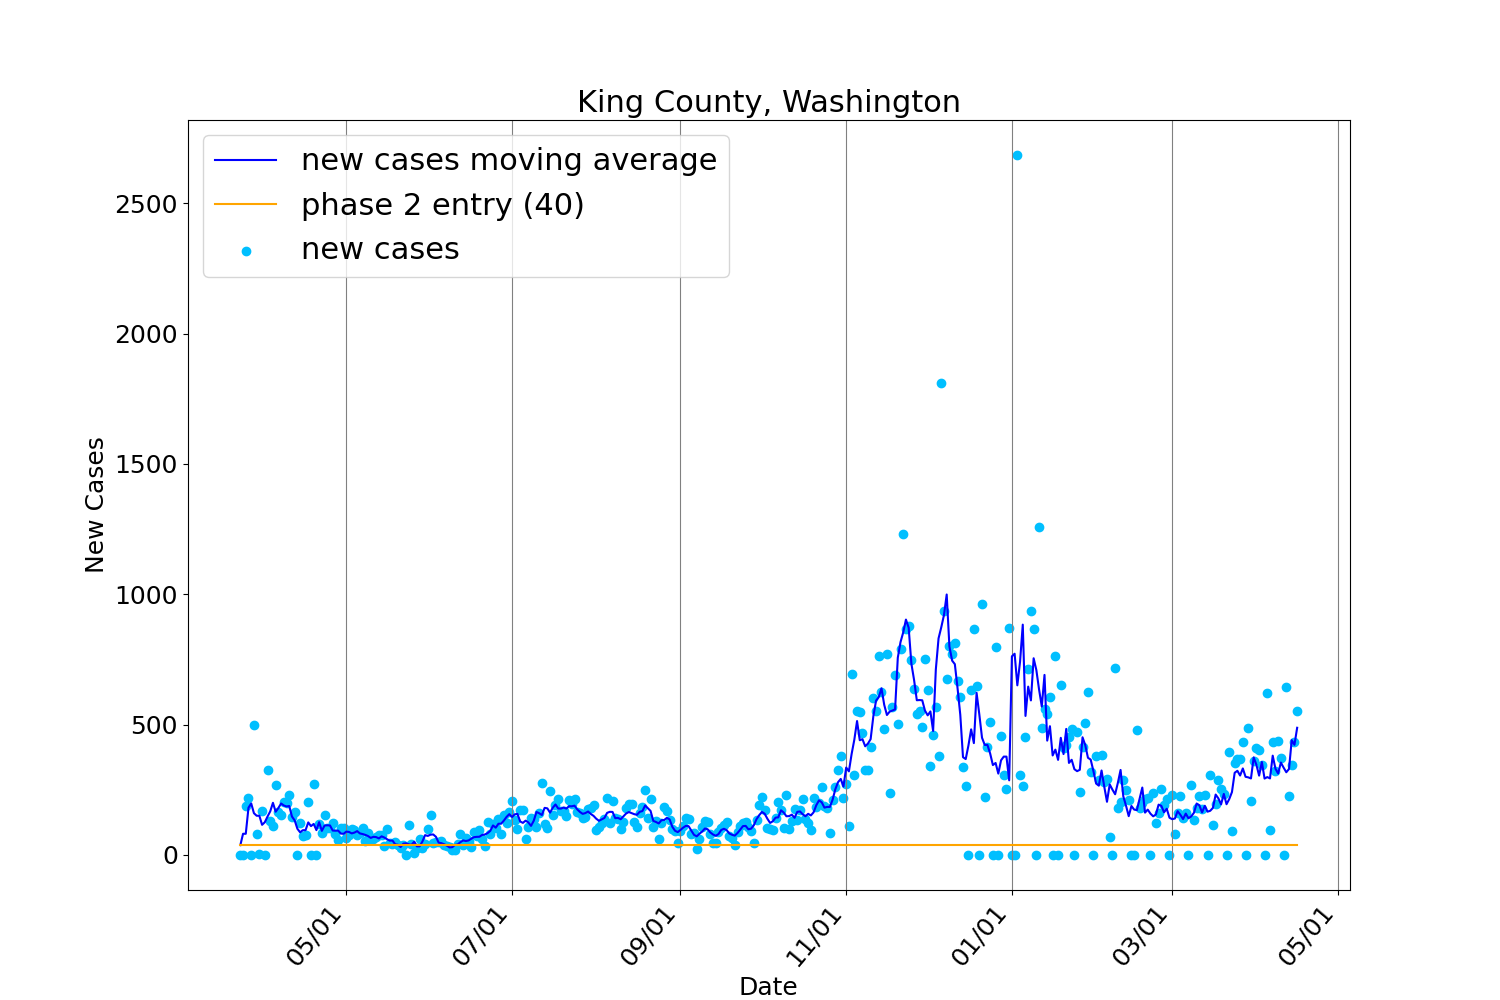 King County, Washington
new cases moving average
phase 2 entry (40)
new cases
2500
2000
1500
1000
500
0
New Cases
05/01
07/01
09/01
11/01
01/01
03/01
05/01
Date